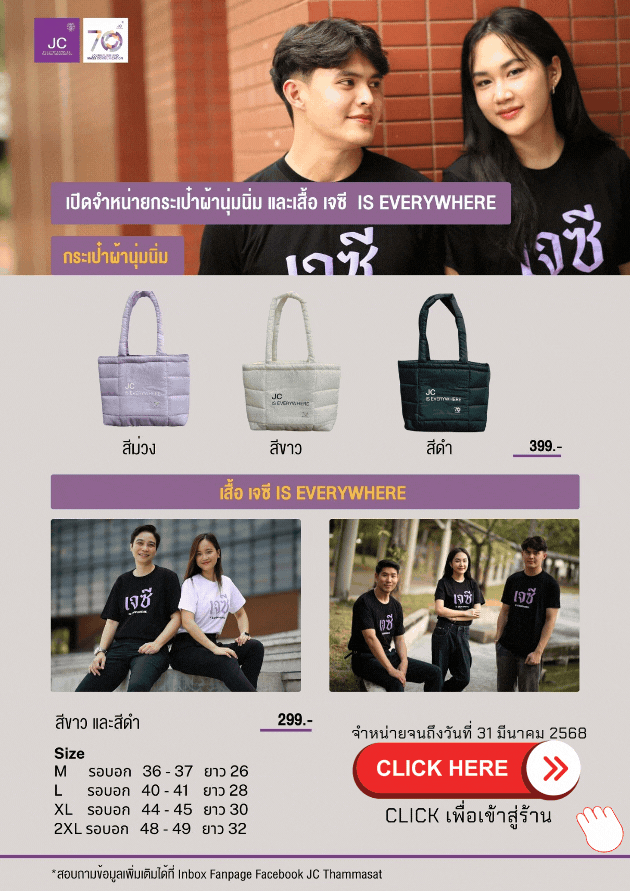 JC
70
เปิดจำหน่ายกระเป๋าผ้านุ่มนิ่ม และเสื้อ เจซี IS EVERYWHERE
เจซี
เจซี
กระเป๋าผ้านุ่มนิ่ม
JC
IS EVERYWHERE
JC
IS EVERYWHERE
JC
IS EVERYWHERE
70
สีม่วง
สีขาว
สีดำ
399.-
เสื้อ เจซี IS EVERYWHERE
เจซี
เจซี
เจซี
เจซี
เจซี
สีขาว และสีดำ
299.-
Size
M รอบอก 36 - 37 ยาว 26
L รอบอก 40 - 41 ยาว 28
XL รอบอก 44 - 45 ยาว 30
2XL รอบอก 48 - 49 ยาว 32
จำหน่ายจนถึงวันที่ 31 มีนาคม 2568
CLICK HERE
CLICK เพื่อเข้าสู่ร้าน
*สอบถามข้อมูลเพิ่มเติมได้ที่ Inbox Fanpage Facebook JC Thammasat